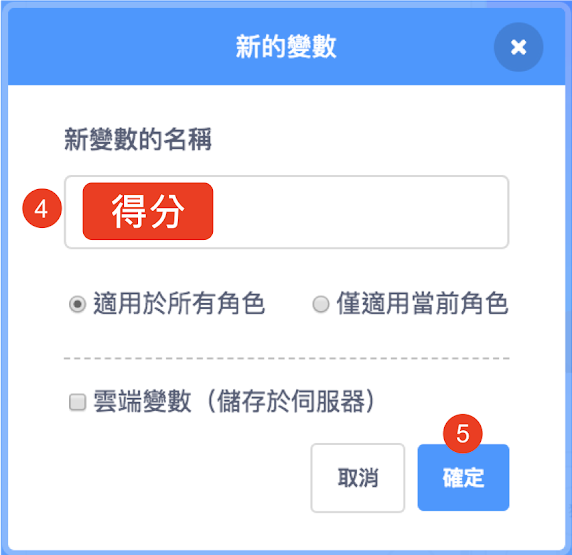 新的變數
新變數的名稱
4 得分
適用於所有角色 僅適用當前角色
雲端變數（儲存於伺服器）
5
取消 確定